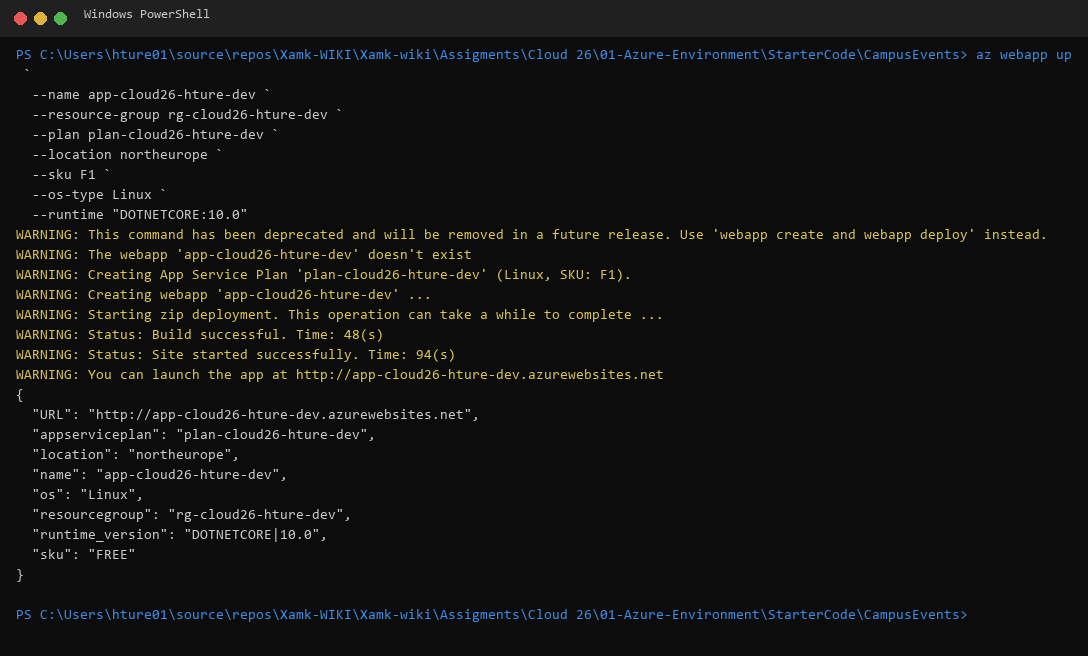 Windows PowerShell
PS C:\Users\hture01\source\repos\Xamk-WIKI\Xamk-wiki\Assigments\Cloud 26\01-Azure-Environment\StarterCode\CampusEvents> az webapp up
`
--name app-cloud26-hture-dev `
--resource-group rg-cloud26-hture-dev `
--plan plan-cloud26-hture-dev `
--location northeurope `
--sku F1 `
--os-type Linux `
--runtime "DOTNETCORE:10.0"
WARNING: This command has been deprecated and will be removed in a future release. Use 'webapp create and webapp deploy' instead.
WARNING: The webapp 'app-cloud26-hture-dev' doesn't exist
WARNING: Creating App Service Plan 'plan-cloud26-hture-dev' (Linux, SKU: F1).
WARNING: Creating webapp 'app-cloud26-hture-dev' ...
WARNING: Starting zip deployment. This operation can take a while to complete ...
WARNING: Status: Build successful. Time: 48(s)
WARNING: Status: Site started successfully. Time: 94(s)
WARNING: You can launch the app at http://app-cloud26-hture-dev.azurewebsites.net
{
"URL": "http://app-cloud26-hture-dev.azurewebsites.net",
"appserviceplan": "plan-cloud26-hture-dev",
"location": "northeurope",
"name": "app-cloud26-hture-dev",
"os": "Linux",
"resourcegroup": "rg-cloud26-hture-dev",
"runtime_version": "DOTNETCORE|10.0",
"sku": "FREE"
}
PS C:\Users\hture01\source\repos\Xamk-WIKI\Xamk-wiki\Assigments\Cloud 26\01-Azure-Environment\StarterCode\CampusEvents>